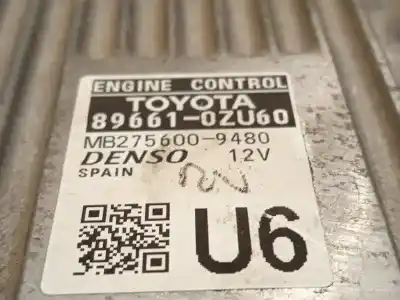 ENGINE CONTROL
TOYOTA
89661-0ZU60
MB275600-9480
DENSO 12V
SPAIN
U6